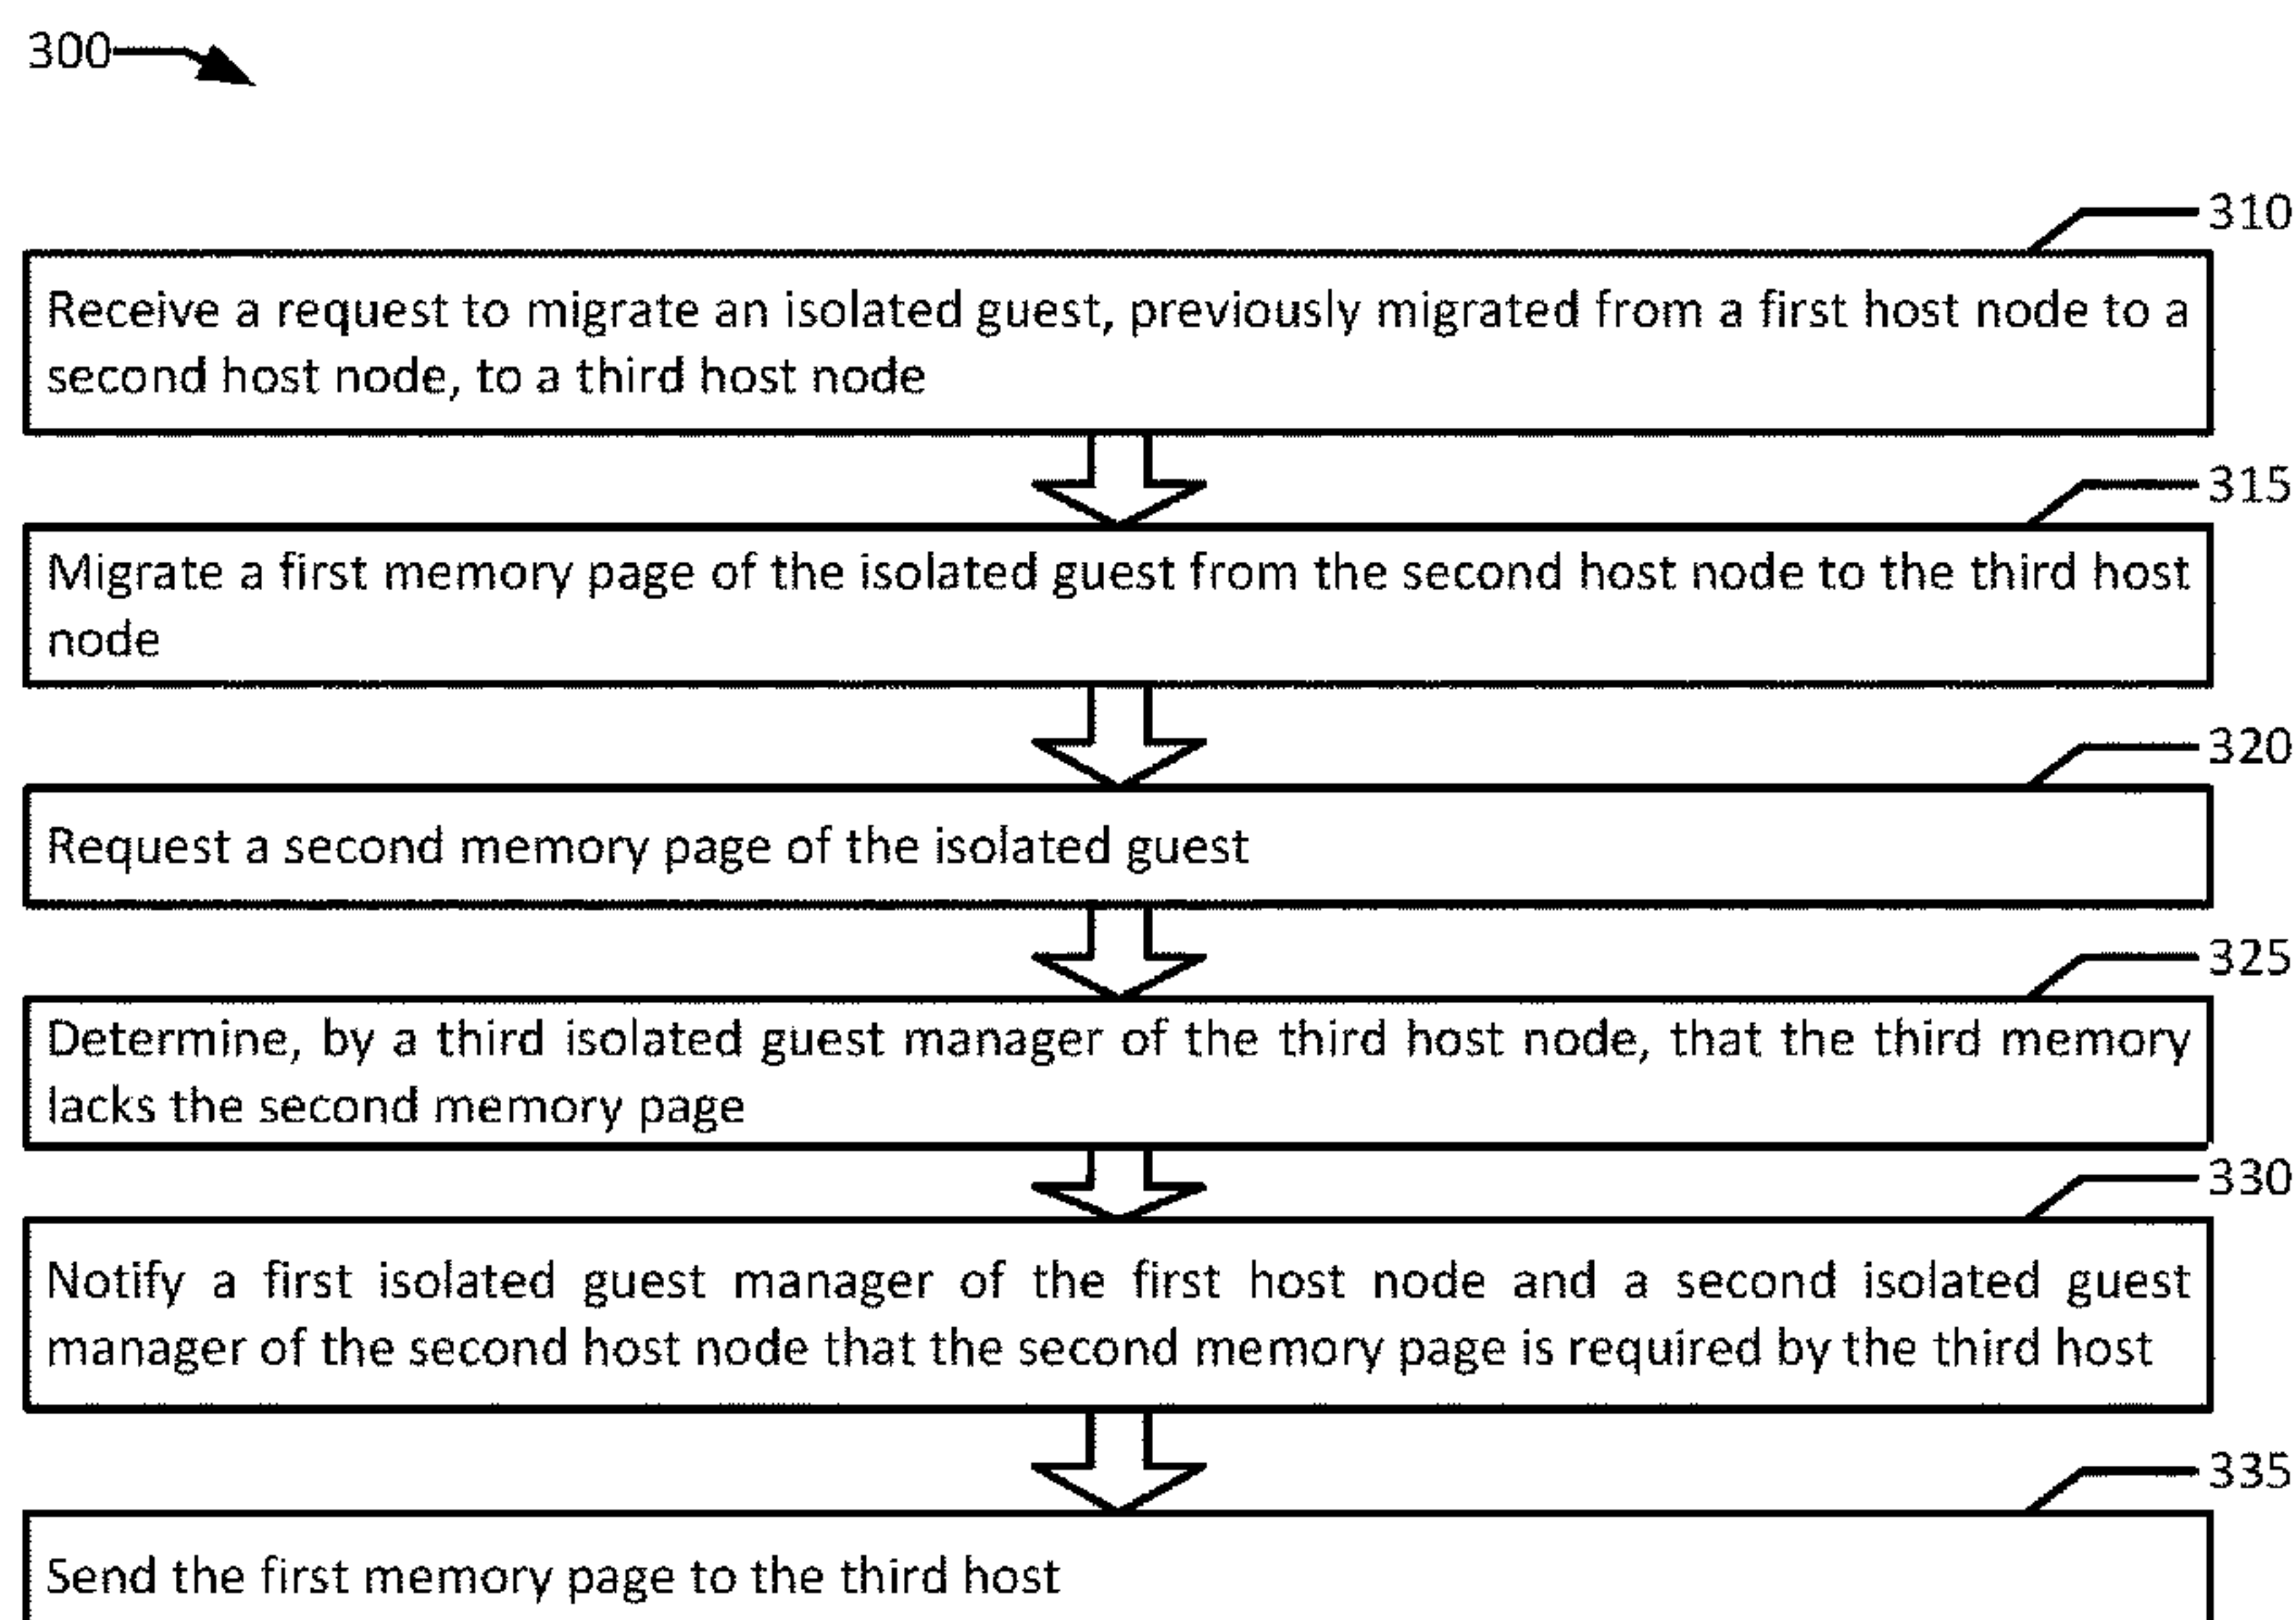 300
310
Receive a request to migrate an isolated guest, previously migrated from a first host node to a
second host node, to a third host node
315
Migrate a first memory page of the isolated guest from the second host node to the third host
node
320
Request a second memory page of the isolated guest
325
Determine, by a third isolated guest manager of the third host node, that the third memory
lacks the second memory page
330
Notify a first isolated guest manager of the first host node and a second isolated guest
manager of the second host node that the second memory page is required by the third host
335
Send the first memory page to the third host